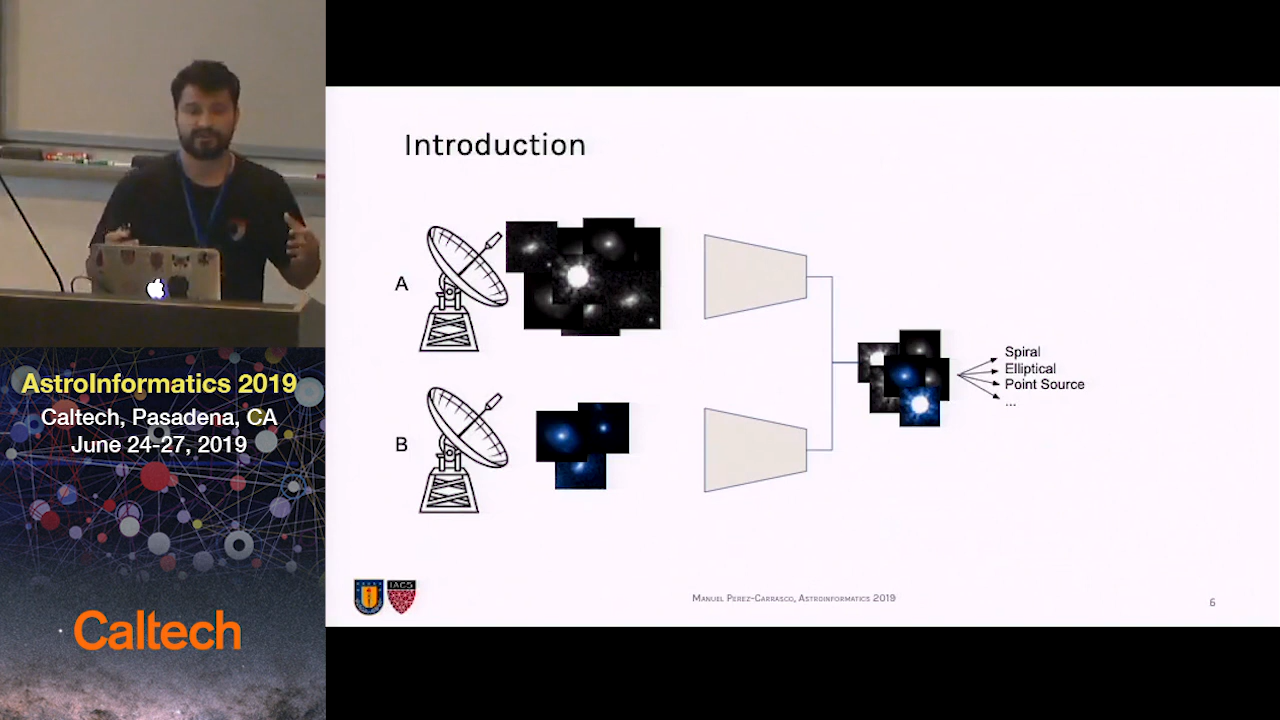 AstroInformatics 2019
Caltech, Pasadena, CA
June 24-27, 2019
Caltech
Introduction
A
B
Spiral
Elliptical
Point Source
...
IACS
Manuel Perez-Carrasco, Astroinformatics 2019
6